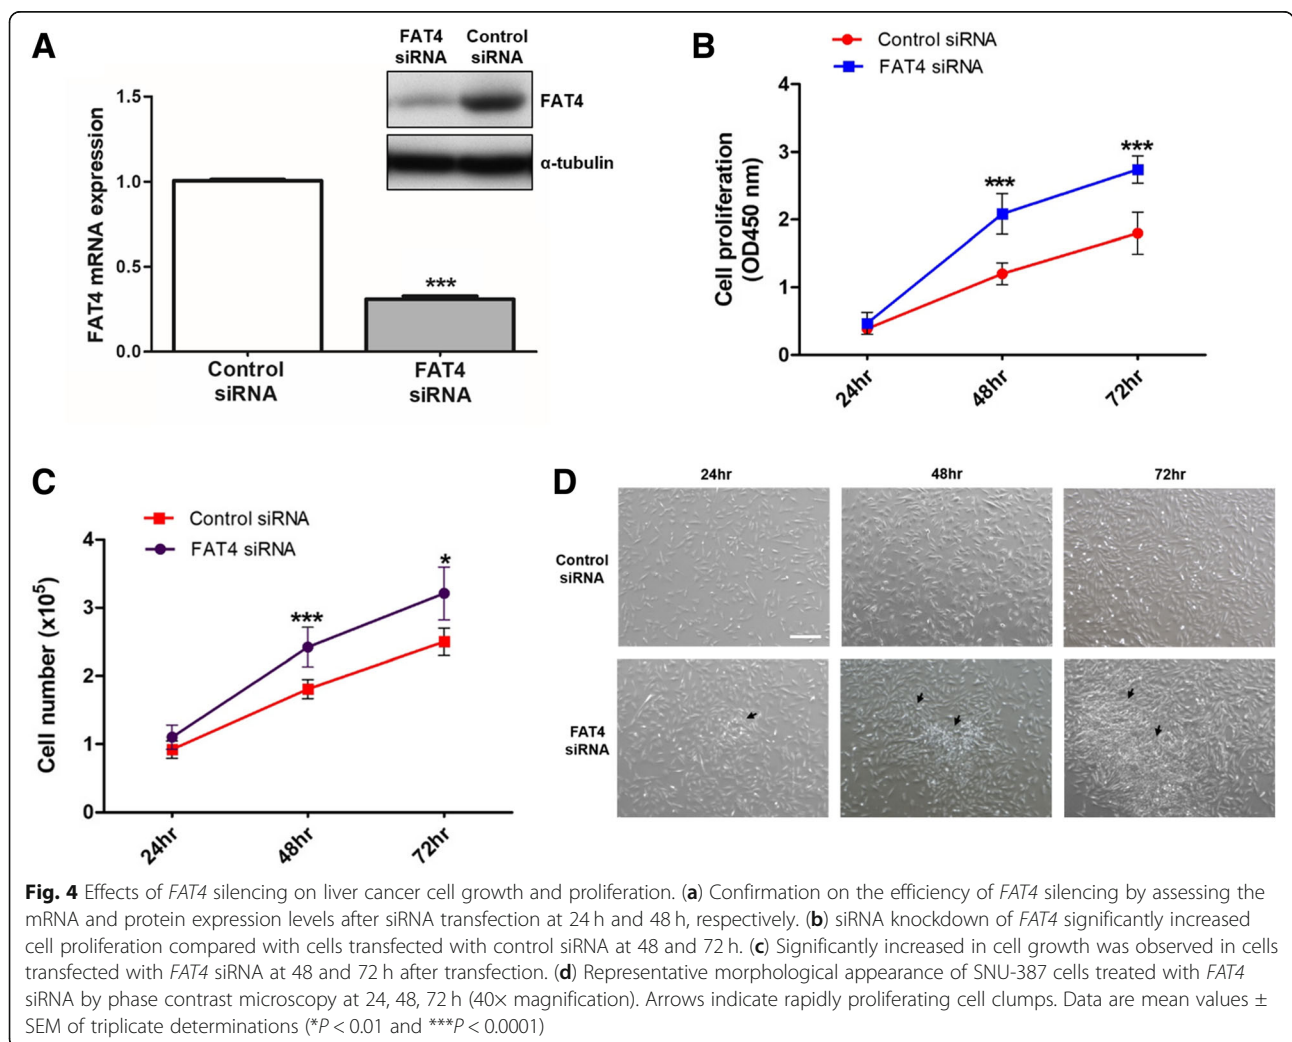 A
FAT4 siRNA
Control siRNA
FAT4
α-tubulin
FAT4 mRNA expression
1.5
1.0
0.5
0.0
***
Control siRNA
FAT4 siRNA
B
Control siRNA
FAT4 siRNA
Cell proliferation (OD450 nm)
4
3
2
1
0
***
***
24hr
48hr
72hr
C
Control siRNA
FAT4 siRNA
Cell number (x10⁵)
4
3
2
1
0
***
*
24hr
48hr
72hr
D
24hr
48hr
72hr
Control siRNA
FAT4 siRNA
Fig. 4 Effects of FAT4 silencing on liver cancer cell growth and proliferation. (a) Confirmation on the efficiency of FAT4 silencing by assessing the
mRNA and protein expression levels after siRNA transfection at 24 h and 48 h, respectively. (b) siRNA knockdown of FAT4 significantly increased
cell proliferation compared with cells transfected with control siRNA at 48 and 72 h. (c) Significantly increased in cell growth was observed in cells
transfected with FAT4 siRNA at 48 and 72 h after transfection. (d) Representative morphological appearance of SNU-387 cells treated with FAT4
siRNA by phase contrast microscopy at 24, 48, 72 h (40× magnification). Arrows indicate rapidly proliferating cell clumps. Data are mean values ±
SEM of triplicate determinations (*P < 0.01 and ***P < 0.0001)